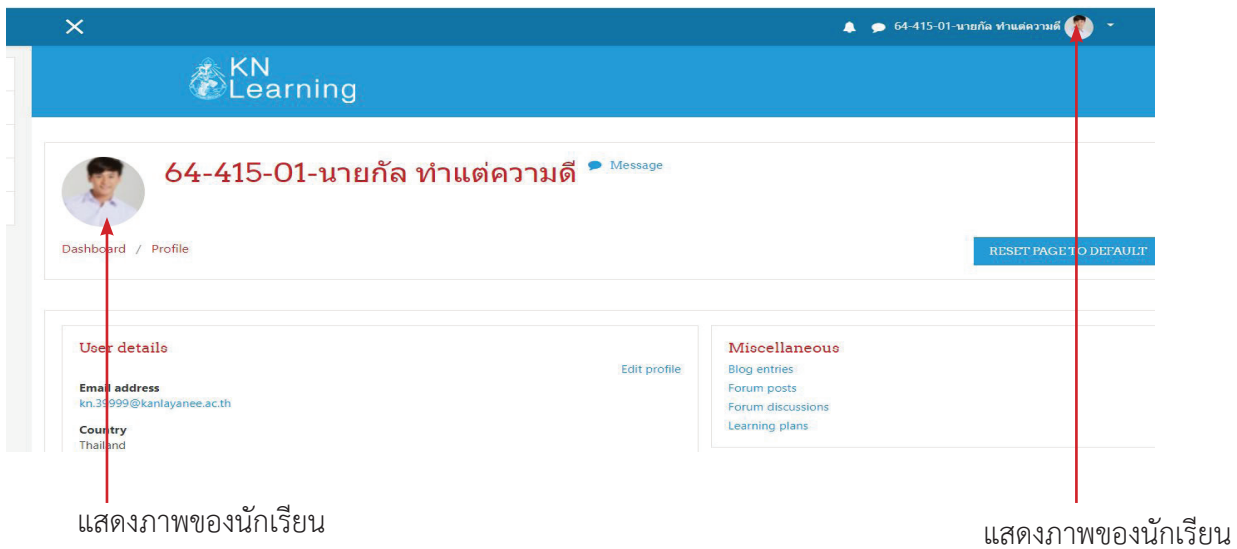 64-415-01-นายกัล ทำแต่ความดี
KN
Learning
64-415-01-นายกัล ทำแต่ความดี Message
Dashboard / Profile
RESET PAGE TO DEFAULT
User details
Edit profile
Email address
kn.39999@kanlayanee.ac.th
Country
Thailand
Miscellaneous
Blog entries
Forum posts
Forum discussions
Learning plans
แสดงภาพของนักเรียน
แสดงภาพของนักเรียน